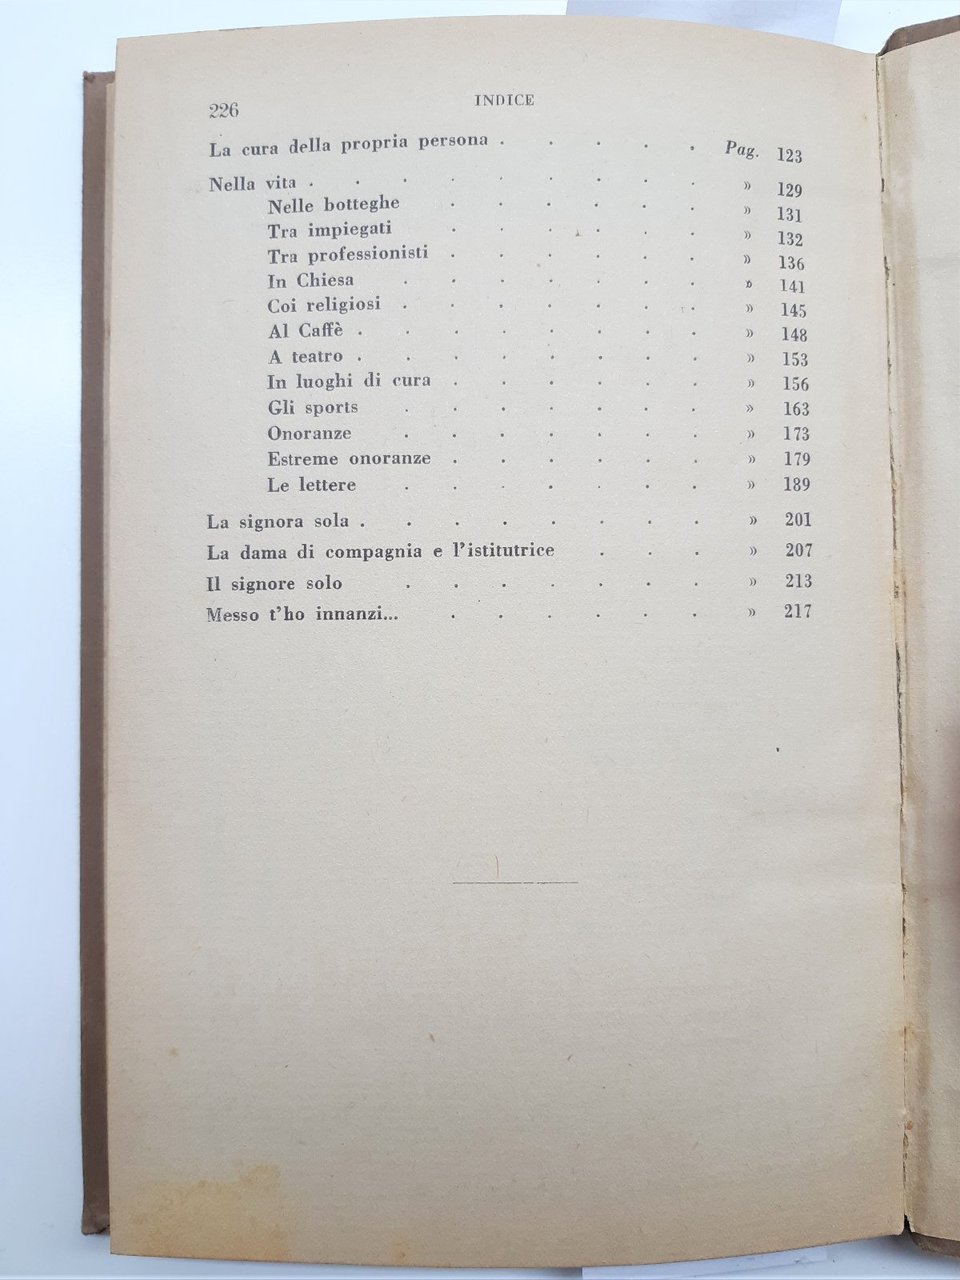 226 INDICE
La cura della propria persona . . . . . Pag. 123
Nella vita . . . . . . . . . » 129
Nelle botteghe . . . . . . » 131
Tra impiegati . . . . . . » 132
Tra professionisti . . . . . . » 136
In Chiesa . . . . . . . » 141
Coi religiosi . . . . . . . » 145
Al Caffè . . . . . . . . » 148
A teatro . . . . . . . . » 153
In luoghi di cura . . . . . . » 156
Gli sports . . . . . . . » 163
Onoranze . . . . . . . » 173
Estreme onoranze . . . . . . » 179
Le lettere . . . . . . . » 189
La signora sola . . . . . . . . » 201
La dama di compagnia e l'istitutrice . . . » 207
Il signore solo . . . . . . . » 213
Messo t'ho innanzi... . . . . . . » 217